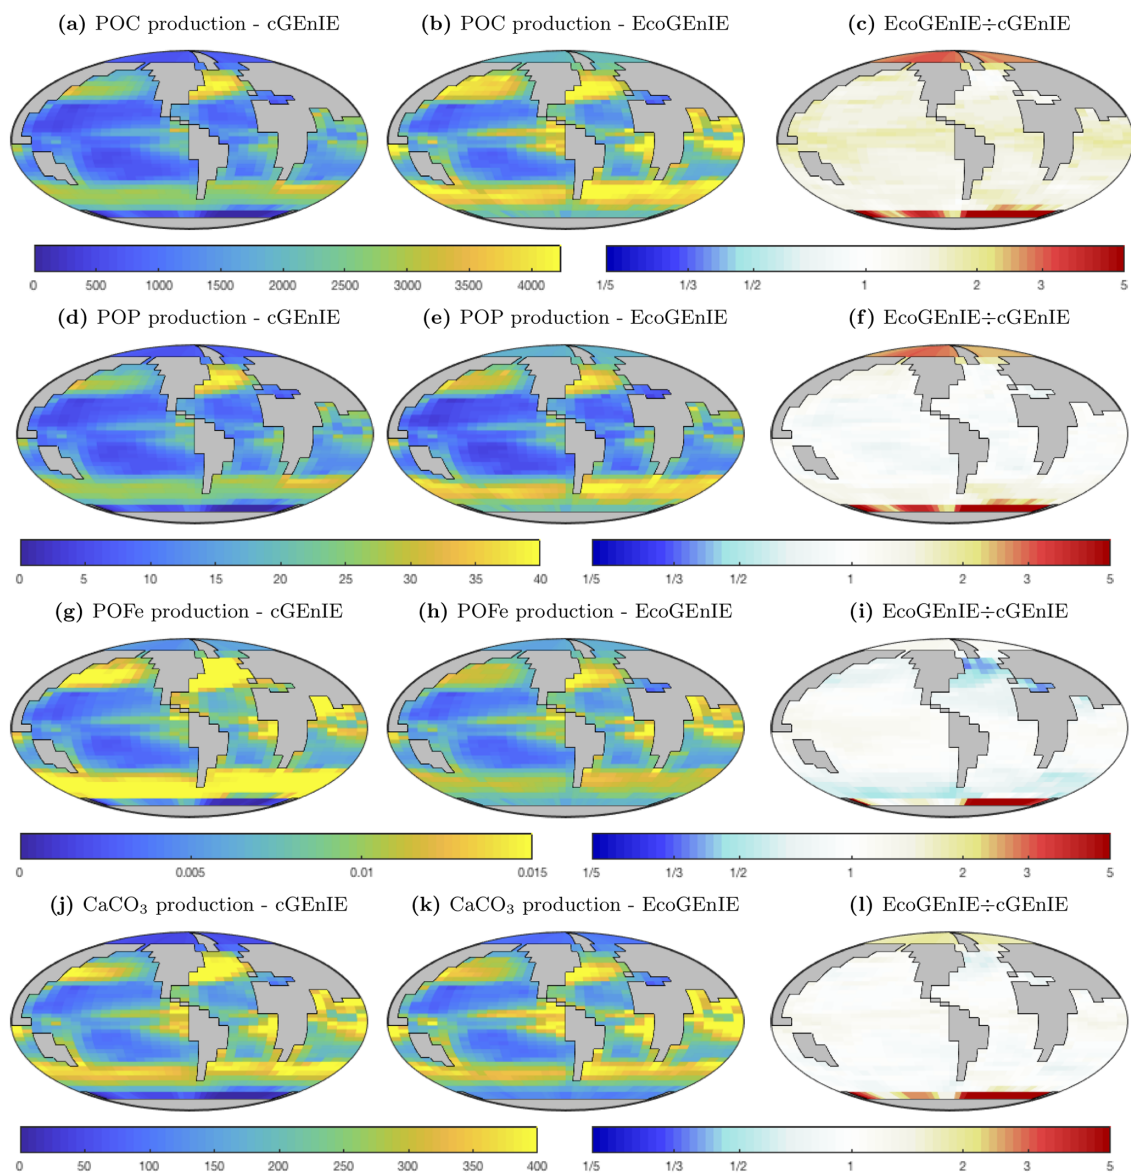 (a) POC production - cGEnIE
(b) POC production - EcoGEnIE
(c) EcoGEnIE÷cGEnIE
0 500 1000 1500 2000 2500 3000 3500 4000
1/5 1/3 1/2 1 2 3 5
(d) POP production - cGEnIE
(e) POP production - EcoGEnIE
(f) EcoGEnIE÷cGEnIE
0 5 10 15 20 25 30 35 40
1/5 1/3 1/2 1 2 3 5
(g) POFe production - cGEnIE
(h) POFe production - EcoGEnIE
(i) EcoGEnIE÷cGEnIE
0 0.005 0.01 0.015
1/5 1/3 1/2 1 2 3 5
(j) CaCO₃ production - cGEnIE
(k) CaCO₃ production - EcoGEnIE
(l) EcoGEnIE÷cGEnIE
0 50 100 150 200 250 300 350 400
1/5 1/3 1/2 1 2 3 5